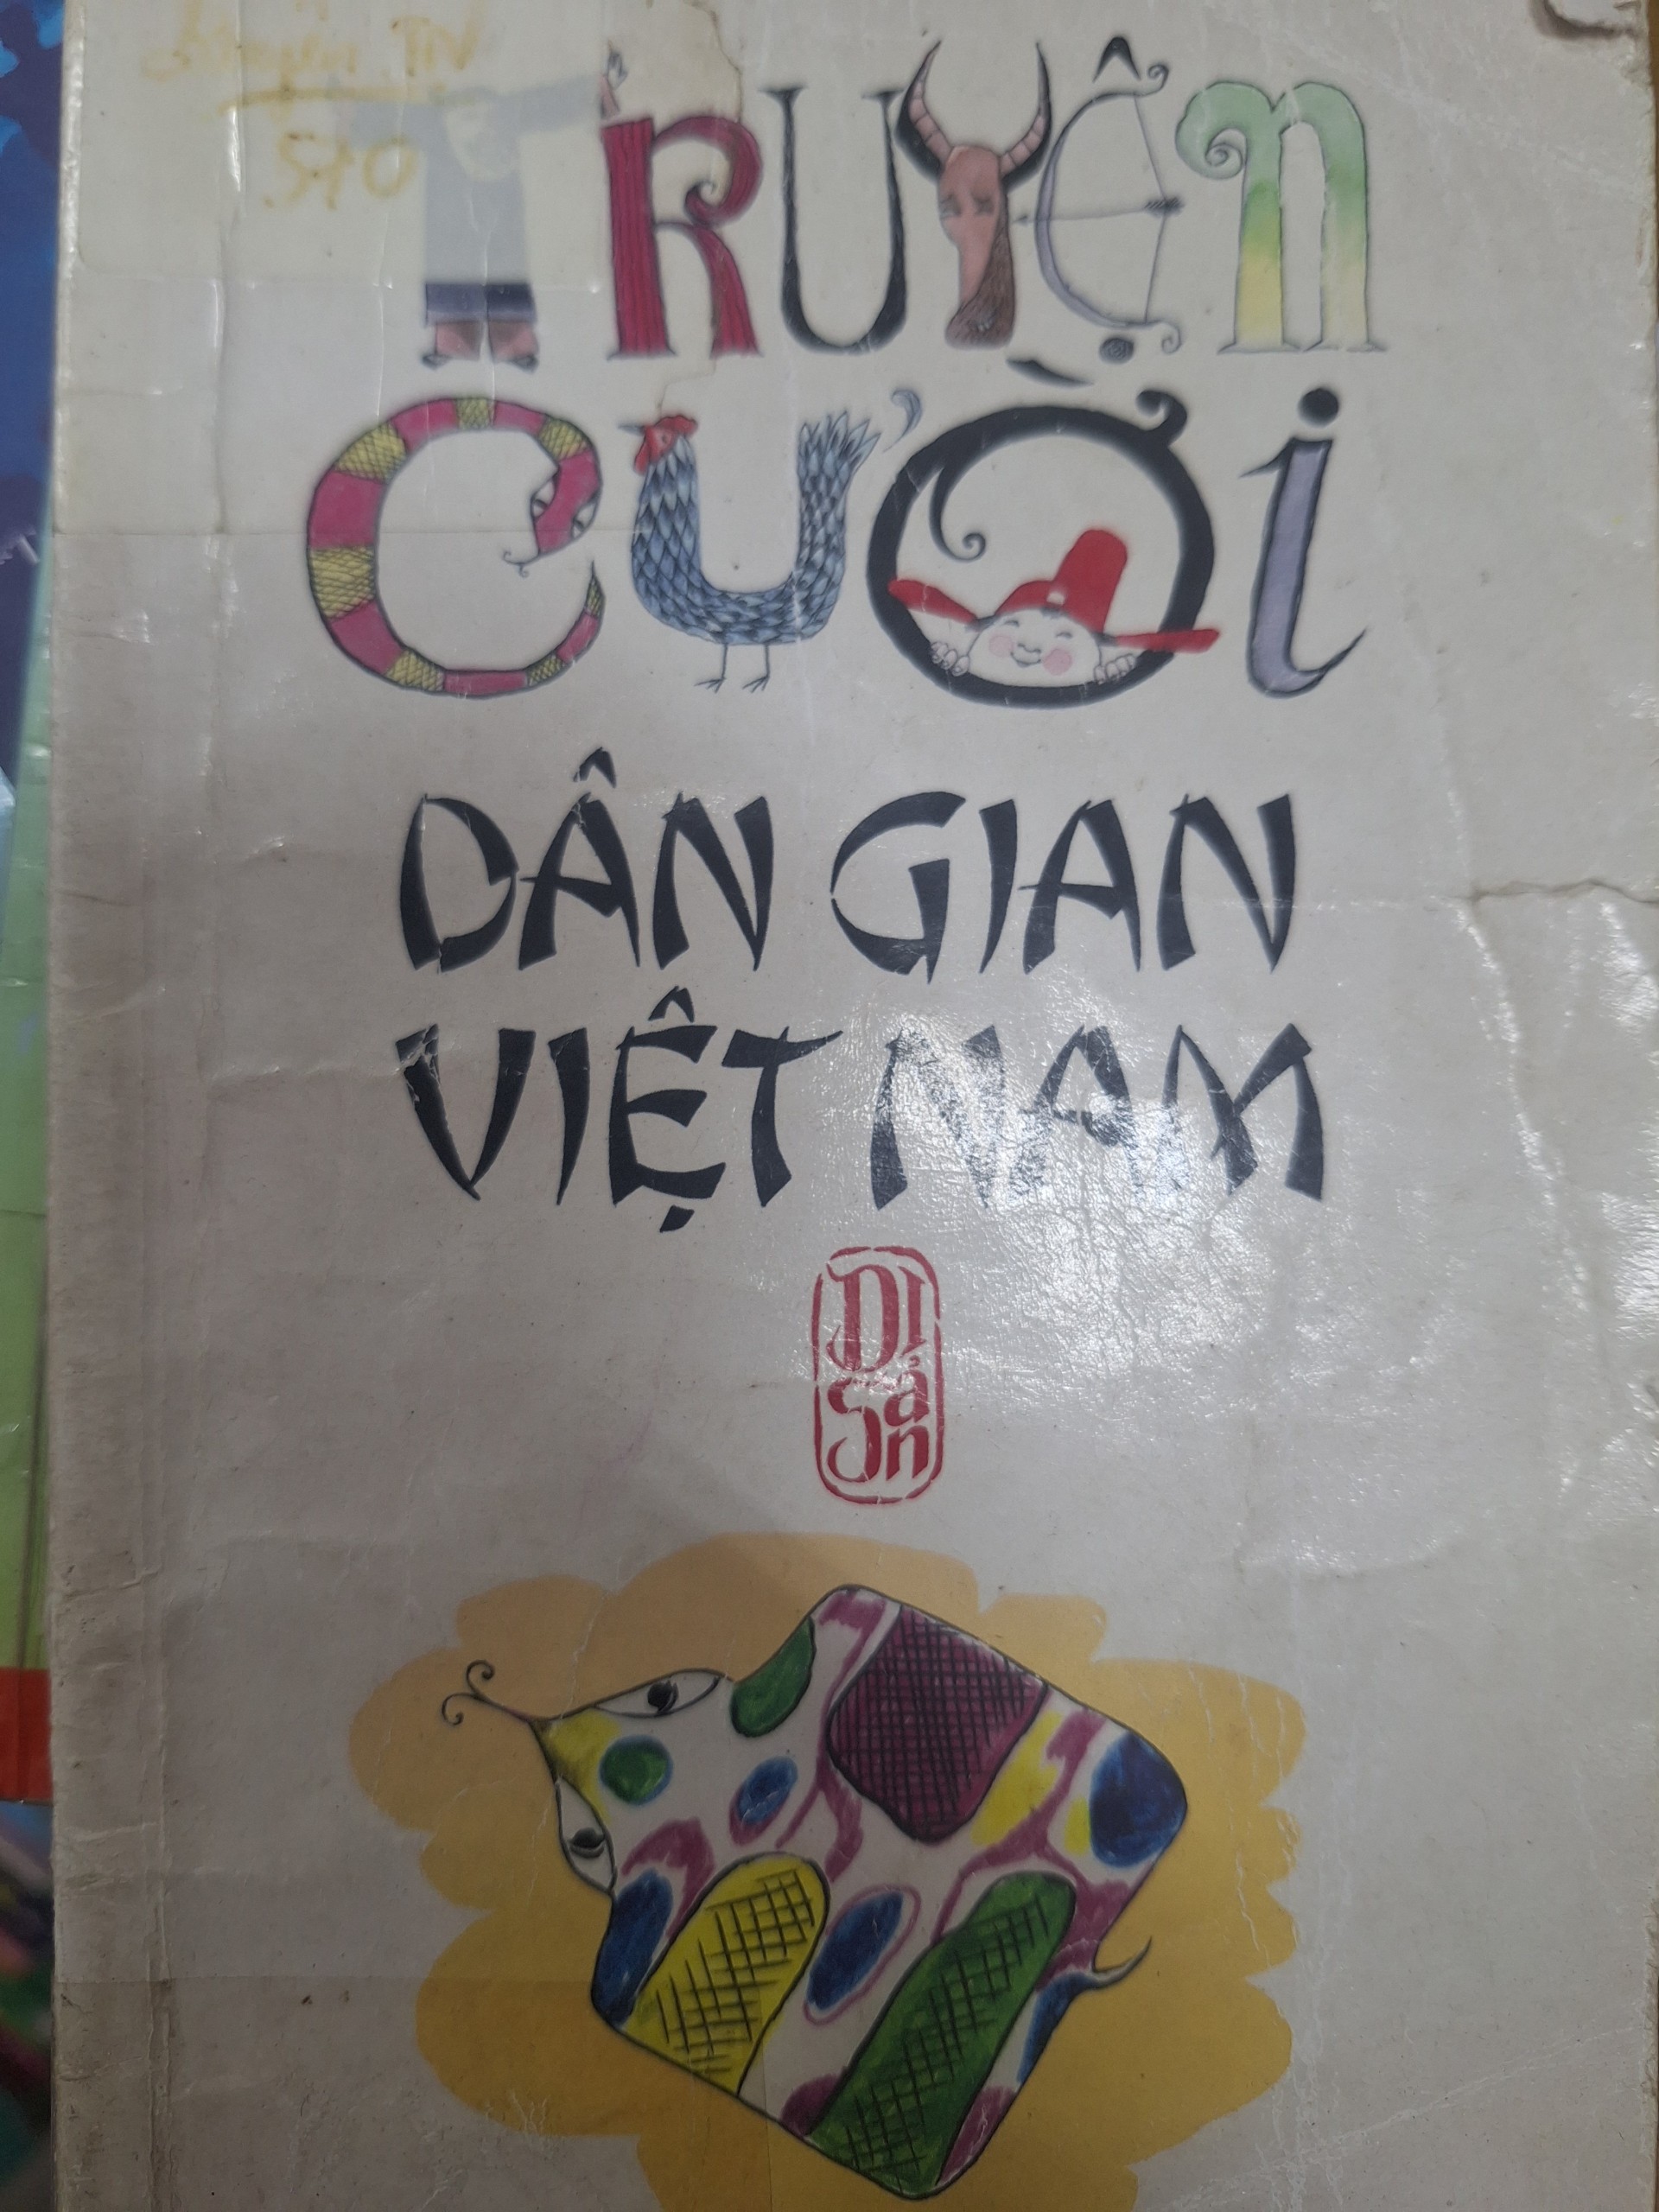 TRUYỆN
CƯỜI
DÂN GIAN
VIỆT NAM
DI
Sản